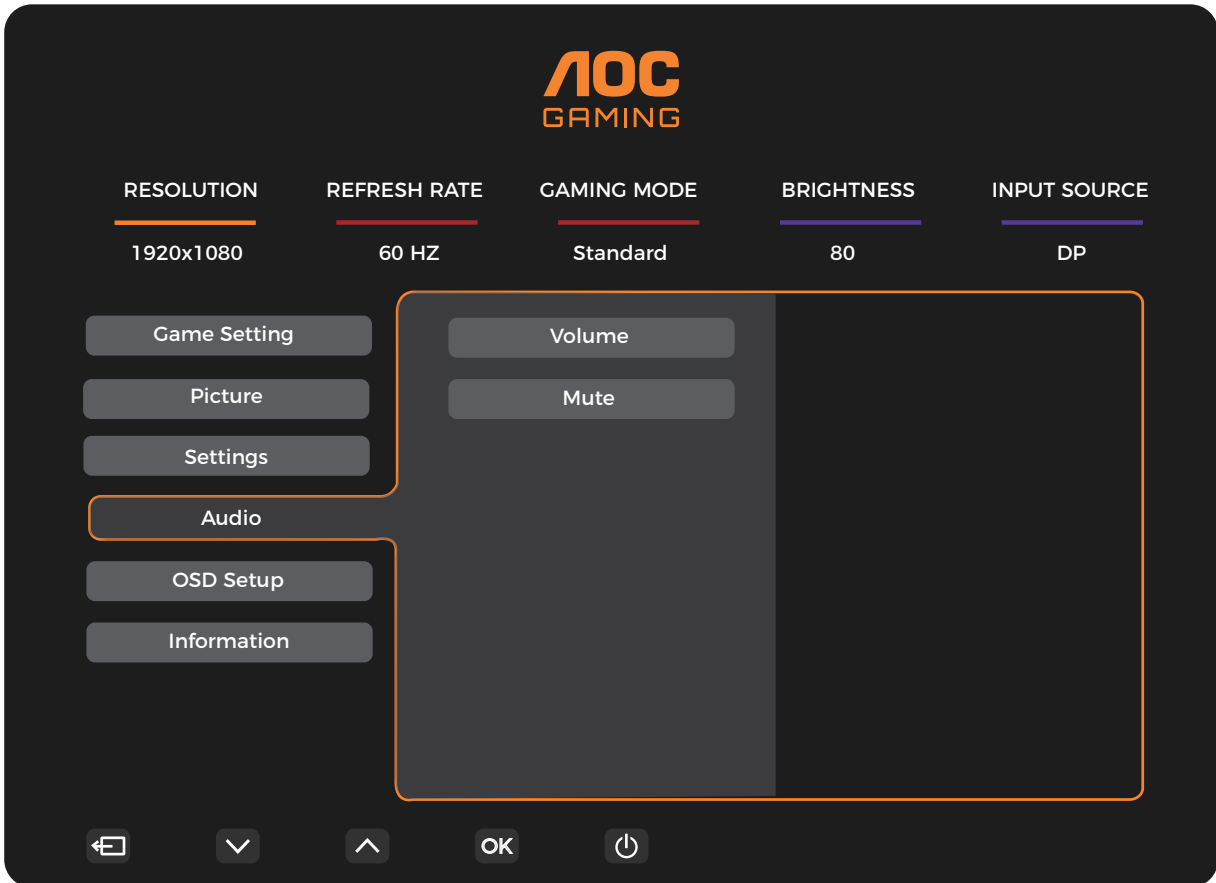 AOC
GAMING
RESOLUTION REFRESH RATE GAMING MODE BRIGHTNESS INPUT SOURCE
1920x1080 60 HZ Standard 80 DP
Game Setting
Picture
Settings
Audio
OSD Setup
Information
Volume
Mute
OK